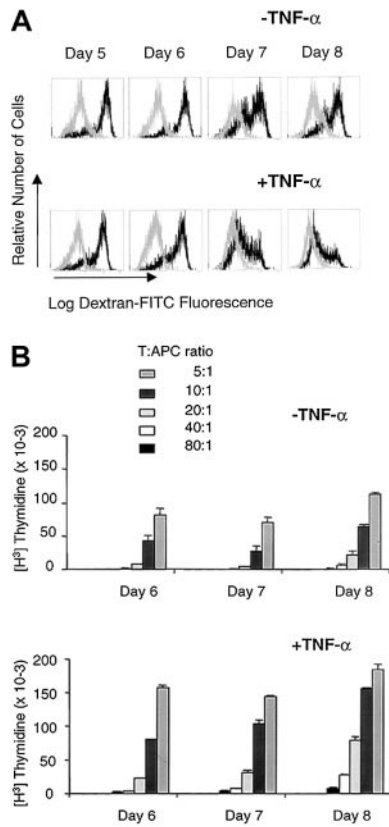 A
-TNF-α
Day 5 Day 6 Day 7 Day 8
+TNF-α
Relative Number of Cells
Log Dextran-FITC Fluorescence
B
T:APC ratio
5:1
10:1
20:1
40:1
80:1
-TNF-α
[H³] Thymidine (x 10-3)
200
150
100
50
0
Day 6 Day 7 Day 8
+TNF-α
[H³] Thymidine (x 10-3)
200
150
100
50
0
Day 6 Day 7 Day 8